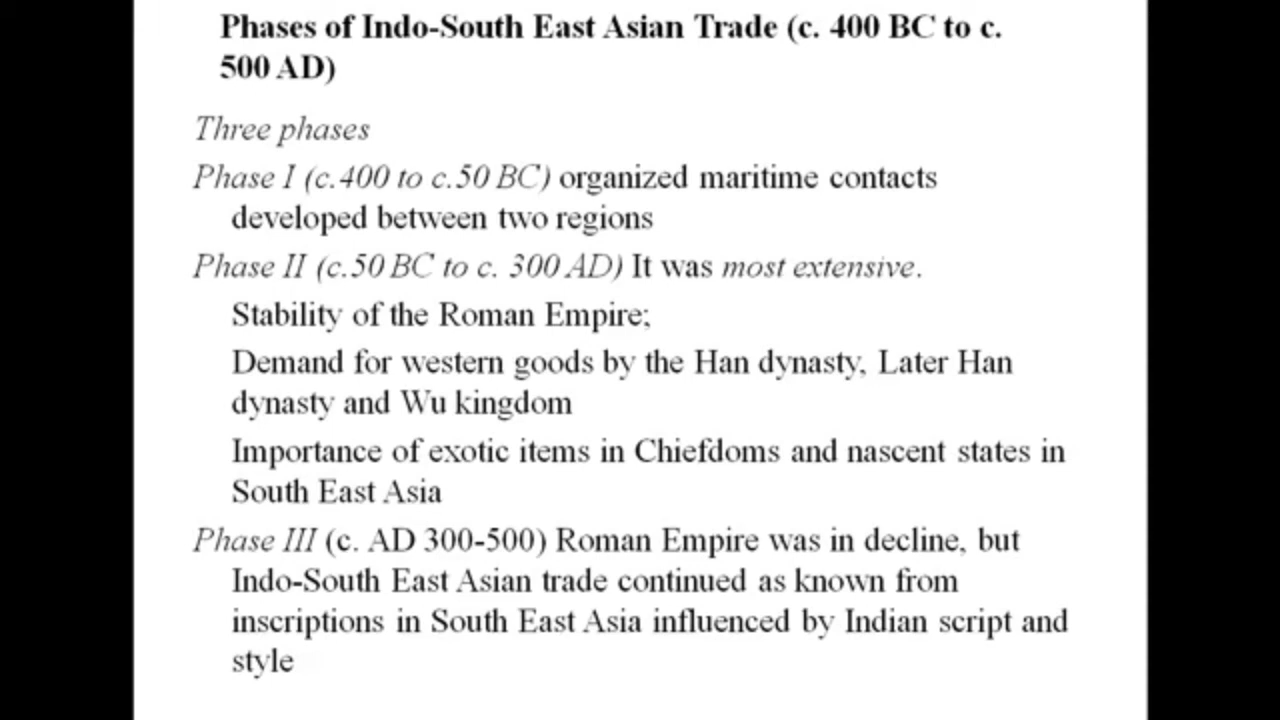 Phases of Indo-South East Asian Trade (c. 400 BC to c.
500 AD)
Three phases
Phase I (c.400 to c.50 BC) organized maritime contacts
developed between two regions
Phase II (c.50 BC to c. 300 AD) It was most extensive.
Stability of the Roman Empire;
Demand for western goods by the Han dynasty, Later Han
dynasty and Wu kingdom
Importance of exotic items in Chiefdoms and nascent states in
South East Asia
Phase III (c. AD 300-500) Roman Empire was in decline, but
Indo-South East Asian trade continued as known from
inscriptions in South East Asia influenced by Indian script and
style